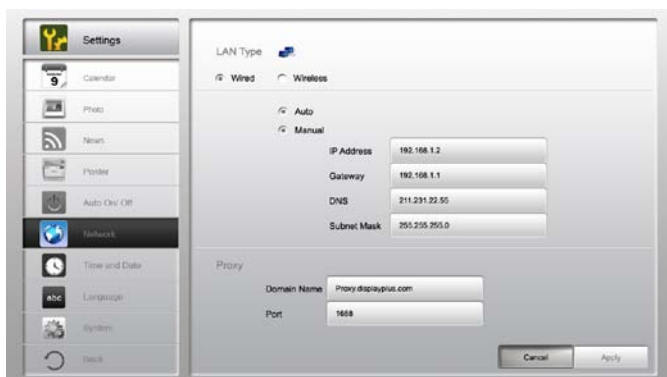 Settings
9
Calendar
Photo
News
Poster
Auto On/ Off
Network
Time and Date
abc
Language
System
Back
LAN Type
Wired
Wireless
Auto
Manual
IP Address 192.168.1.2
Gateway 192.168.1.1
DNS 211.231.22.55
Subnet Mask 255.255.255.0
Proxy
Domain Name Proxy.displayplus.com
Port 1688
Cancel Apply